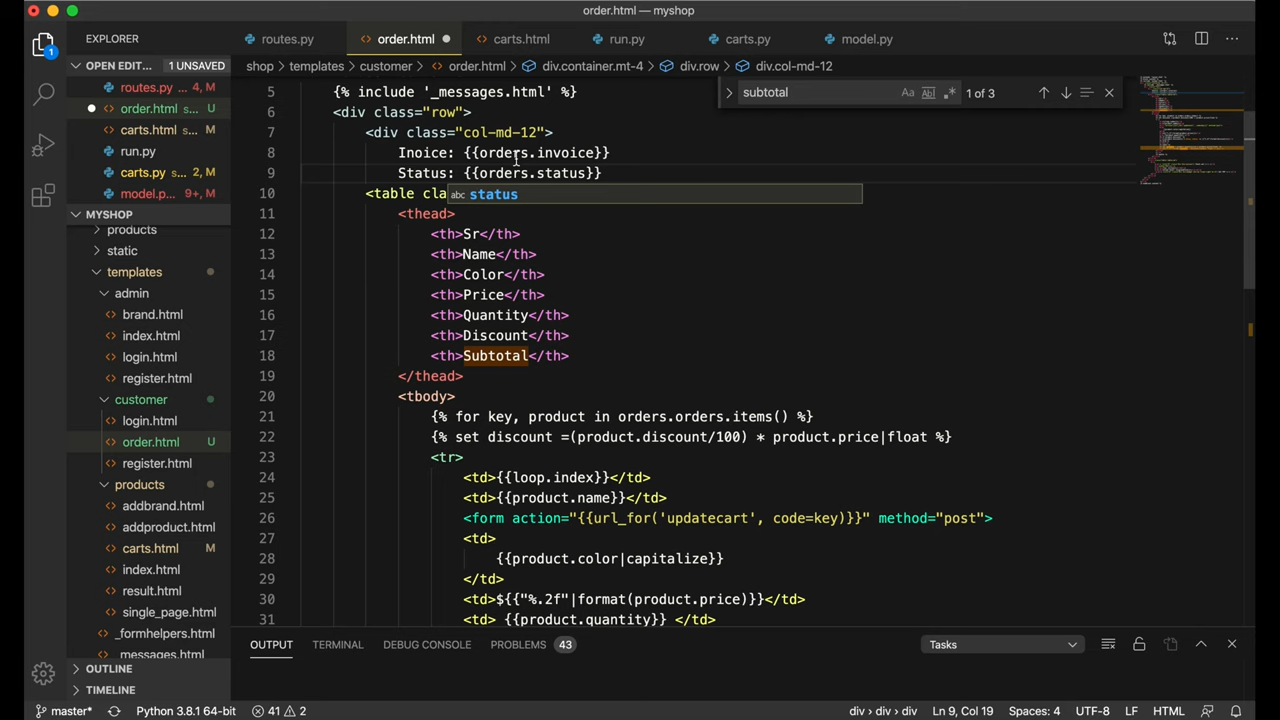 order.html — myshop
EXPLORER
routes.py
order.html
carts.html
run.py
carts.py
model.py
OPEN EDIT... 1 UNSAVED
shop > templates > customer > order.html > div.container.mt-4 > div.row > div.col-md-12
subtotal
Aa Abl .* 1 of 3
routes.py 4, M
order.html s... U
carts.html s... M
run.py
carts.py s... 2, M
model.p... 9+, M
MYSHOP
products
static
templates
admin
brand.html
index.html
login.html
register.html
customer
login.html
order.html U
register.html
products
addbrand.html
addproduct.html
carts.html M
index.html
result.html
single_page.html
_formhelpers.html
_messages.html
OUTLINE
TIMELINE
5 {% include '_messages.html' %}
6 <div class="row">
7 <div class="col-md-12">
8 Inoice: {{orders.invoice}}
9 Status: {{orders.status}}
10 <table cla
abc status
11 <thead>
12 <th>Sr</th>
13 <th>Name</th>
14 <th>Color</th>
15 <th>Price</th>
16 <th>Quantity</th>
17 <th>Discount</th>
18 <th>Subtotal</th>
19 </thead>
20 <tbody>
21 {% for key, product in orders.orders.items() %}
22 {% set discount =(product.discount/100) * product.price|float %}
23 <tr>
24 <td>{{loop.index}}</td>
25 <td>{{product.name}}</td>
26 <form action="{{url_for('updatecart', code=key)}}" method="post">
27 <td>
28 {{product.color|capitalize}}
29 </td>
30 <td>${{"%.2f"|format(product.price)}}</td>
31 <td> {{product.quantity}} </td>
OUTPUT TERMINAL DEBUG CONSOLE PROBLEMS 43 Tasks
master* Python 3.8.1 64-bit 41 2 div > div > div Ln 9, Col 19 Spaces: 4 UTF-8 LF HTML
1